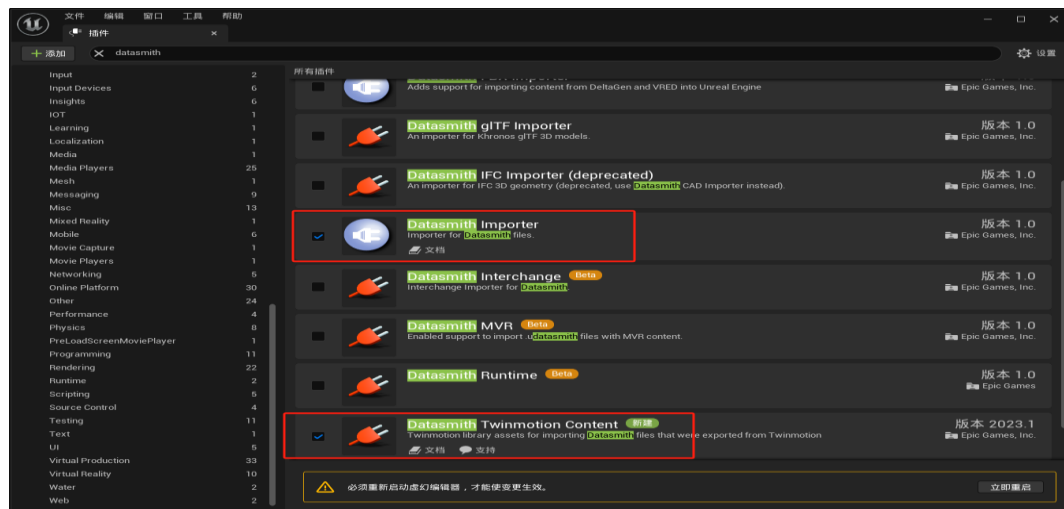 文件 编辑 窗口 工具 帮助
插件
添加 datasmith 设置
Input 2
Input Devices 6
Insights 6
IOT 1
Learning 1
Localization 1
Media 1
Media Players 25
Mesh 1
Messaging 9
Misc 13
Mixed Reality 1
Mobile 6
Movie Capture 1
Movie Players 1
Networking 5
Online Platform 30
Other 24
Performance 4
Physics 8
PreLoadScreenMoviePlayer 1
Programming 11
Rendering 22
Runtime 2
Scripting 5
Source Control 4
Testing 11
Text 1
UI 5
Virtual Production 33
Virtual Reality 10
Water 2
Web 2
所有插件
Adds support for importing content from DeltaGen and VRED into Unreal Engine
Epic Games, Inc.
Datasmith glTF Importer
版本 1.0
An importer for Khronos glTF 3D models.
Epic Games, Inc.
Datasmith IFC Importer (deprecated)
版本 1.0
An importer for IFC 3D geometry (deprecated, use Datasmith CAD Importer instead).
Epic Games, Inc.
Datasmith Importer
版本 1.0
Importer for Datasmith files.
Epic Games, Inc.
文档
Datasmith Interchange Beta
版本 1.0
Interchange Importer for Datasmith.
Epic Games, Inc.
Datasmith MVR Beta
版本 1.0
Enabled support to import .udatasmith files with MVR content.
Epic Games, Inc.
Datasmith Runtime Beta
版本 1.0
Epic Games
Datasmith Twinmotion Content 新建
版本 2023.1
Twinmotion library assets for importing Datasmith files that were exported from Twinmotion
Epic Games, Inc.
文档 支持
必须重新启动虚幻编辑器，才能使变更生效。
立即重启